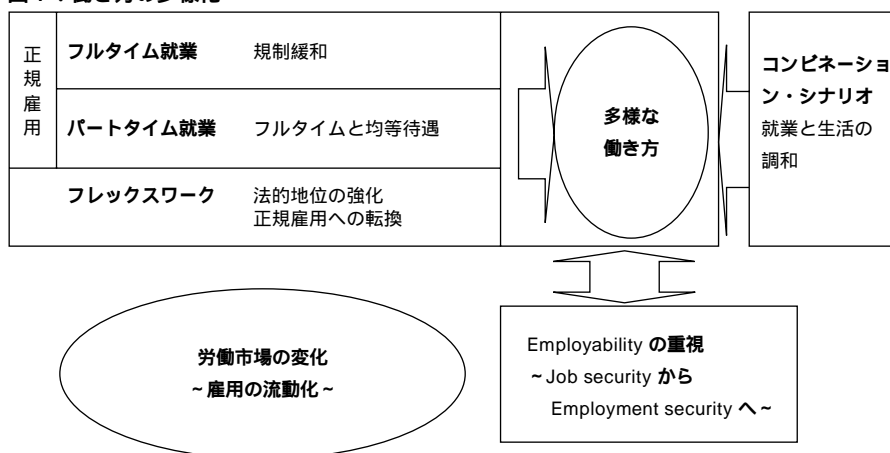 正規雇用
フルタイム就業 規制緩和
パートタイム就業 フルタイムと均等待遇
フレックスワーク 法的地位の強化
正規雇用への転換
多様な
働き方
コンビネーショ
ン・シナリオ
就業と生活の
調和
労働市場の変化
~雇用の流動化~
Employability の重視
~Job security から
Employment security へ~